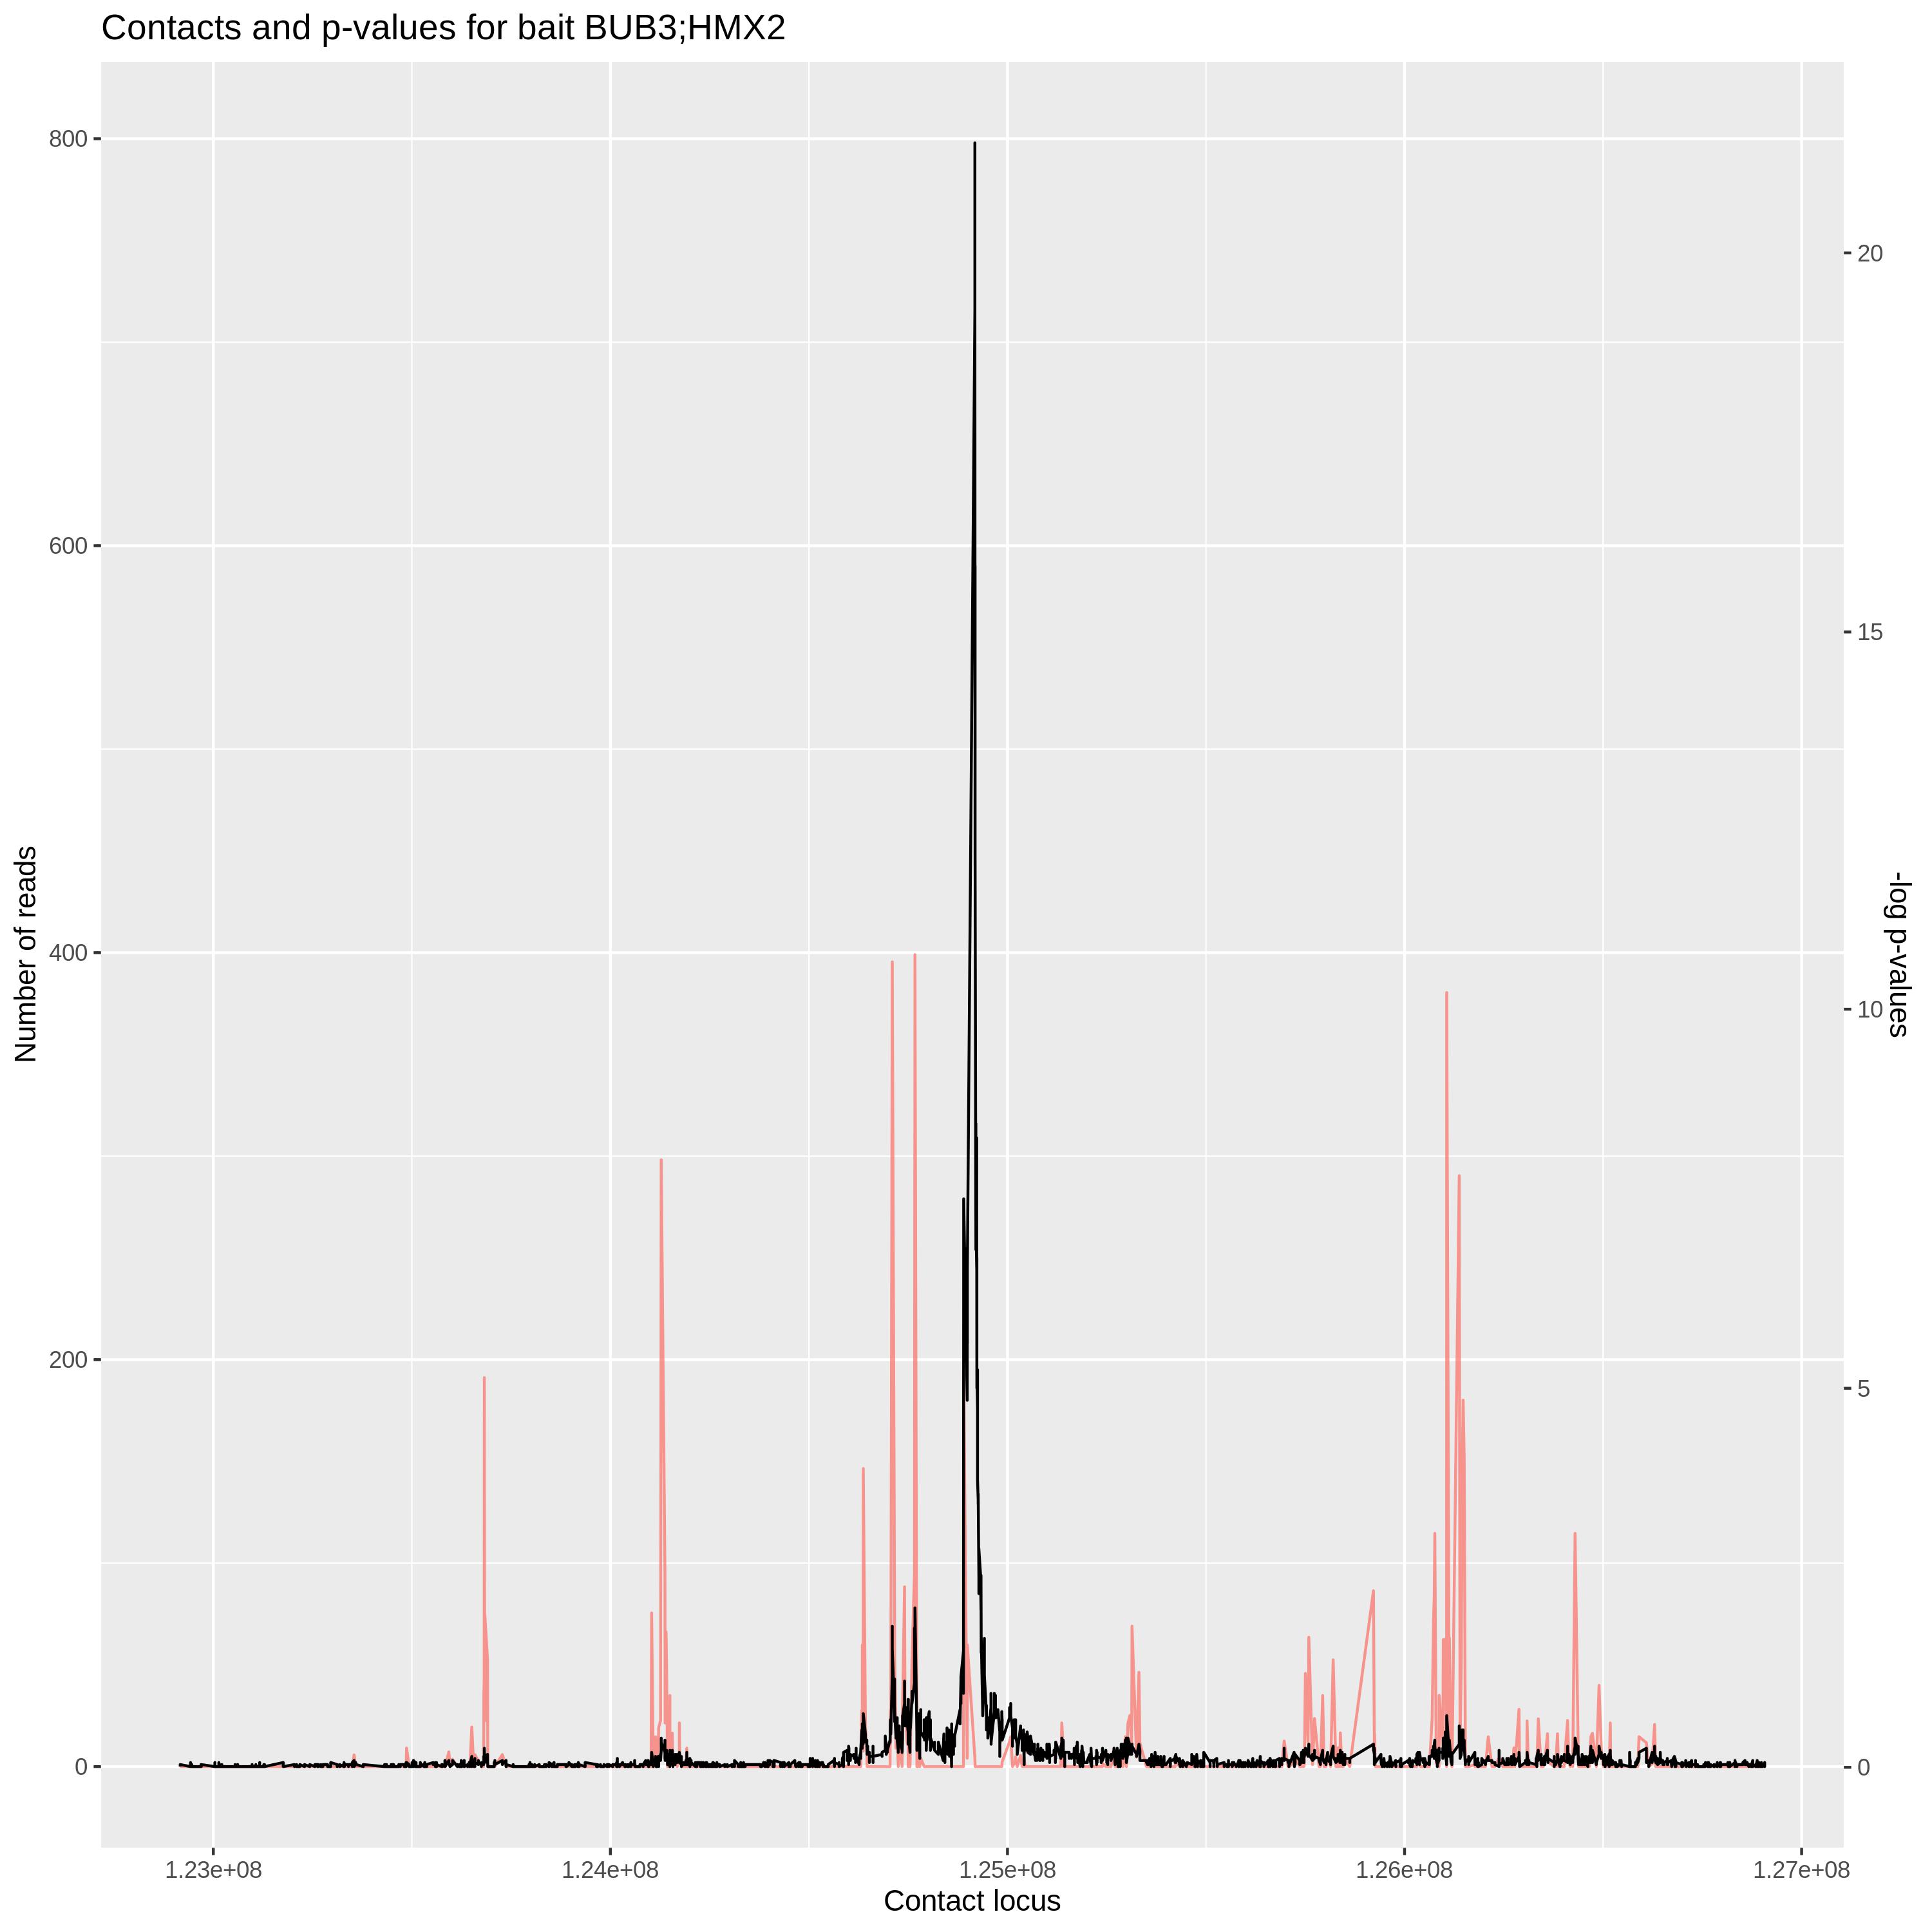 Contacts and p-values for bait BUB3;HMX2
800
600
400
200
0
Number of reads
20
15
10
5
0
-log p-values
1.23e+08 1.24e+08 1.25e+08 1.26e+08 1.27e+08
Contact locus